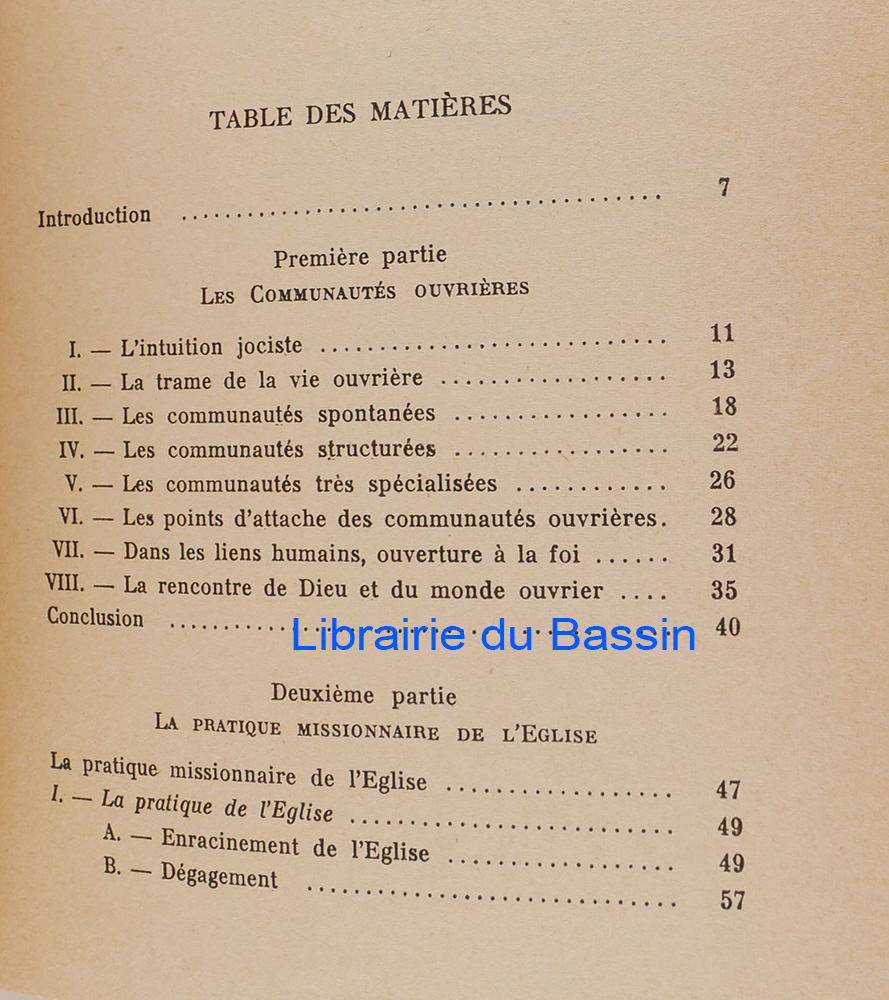 TABLE DES MATIÈRES
Introduction ........................................ 7
Première partie
LES COMMUNAUTÉS OUVRIÈRES
I. — L'intuition jociste ............................. 11
II. — La trame de la vie ouvrière ................... 13
III. — Les communautés spontanées .................. 18
IV. — Les communautés structurées .................. 22
V. — Les communautés très spécialisées ............ 26
VI. — Les points d'attache des communautés ouvrières. 28
VII. — Dans les liens humains, ouverture à la foi ...... 31
VIII. — La rencontre de Dieu et du monde ouvrier .... 35
Conclusion ........................................ 40
Librairie du Bassin
Deuxième partie
LA PRATIQUE MISSIONNAIRE DE L'EGLISE
La pratique missionnaire de l'Eglise ................... 47
I. — La pratique de l'Eglise ............................ 49
A. — Enracinement de l'Eglise ................... 49
B. — Dégagement ............................... 57